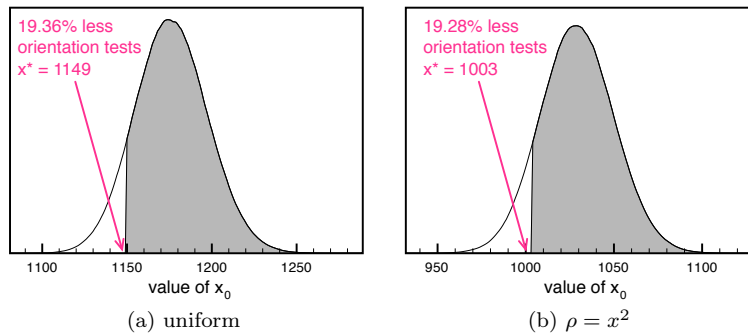 19.36% less
orientation tests
x* = 1149
1100 1150 1200 1250
value of x₀
(a) uniform
19.28% less
orientation tests
x* = 1003
950 1000 1050 1100
value of x₀
(b) ρ = x²